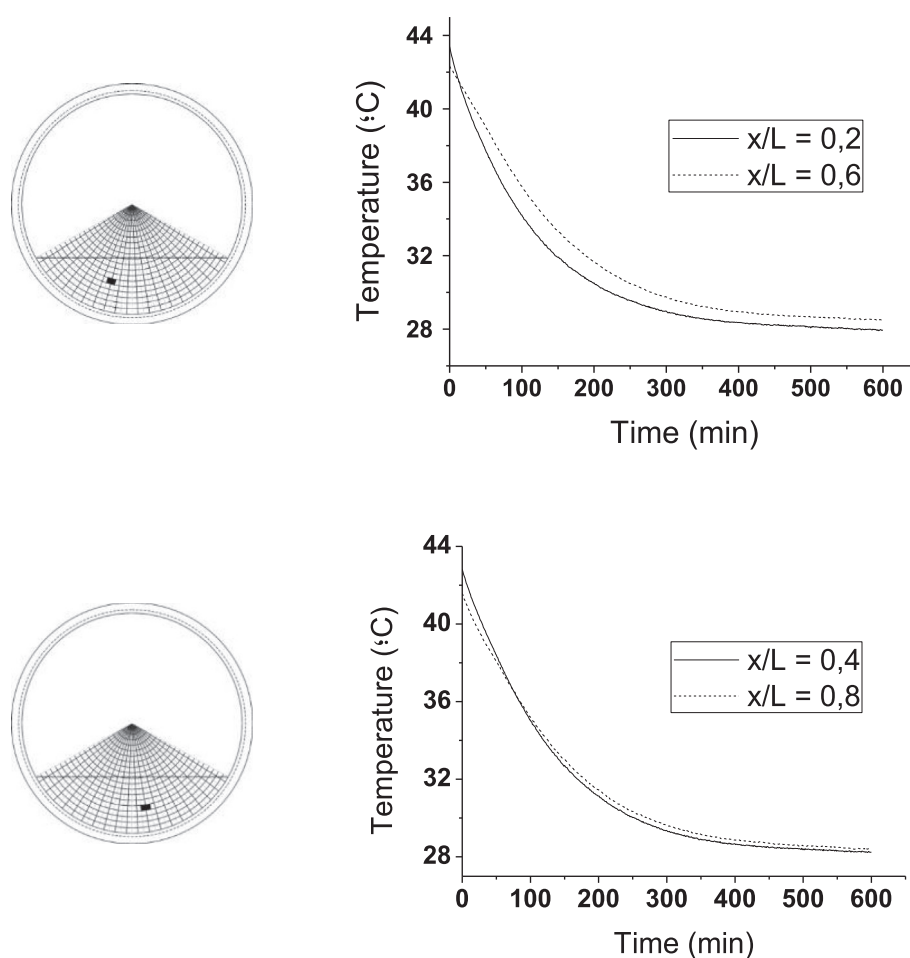 44
40
36
32
28
Temperature (؛C)
x/L = 0,2
x/L = 0,6
0 100 200 300 400 500 600
Time (min)
44
40
36
32
28
Temperature (؛C)
x/L = 0,4
x/L = 0,8
0 100 200 300 400 500 600
Time (min)